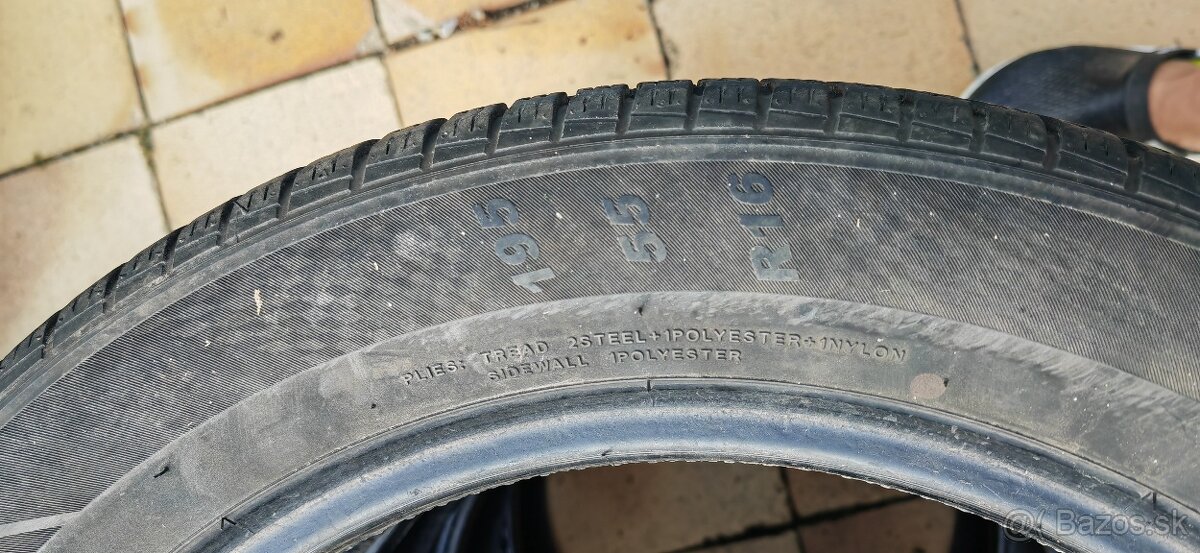 195 55 R16
PLIES: TREAD 2STEEL+1POLYESTER+1NYLON
SIDEWALL 1POLYESTER
Bazos.sk